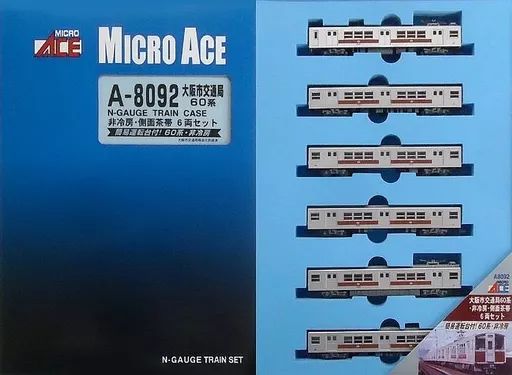 MICRO
ACE
MICRO ACE
A-8092 大阪市交通局
60系
N-GAUGE TRAIN CASE
非冷房・側面茶帯 6両セット
簡易運転台付! 60系・非冷房
N-GAUGE TRAIN SET
A8092
MICRO
ACE
大阪市交通局60系
・非冷房・側面茶帯
6両セット
簡易運転台付! 60系・非冷房